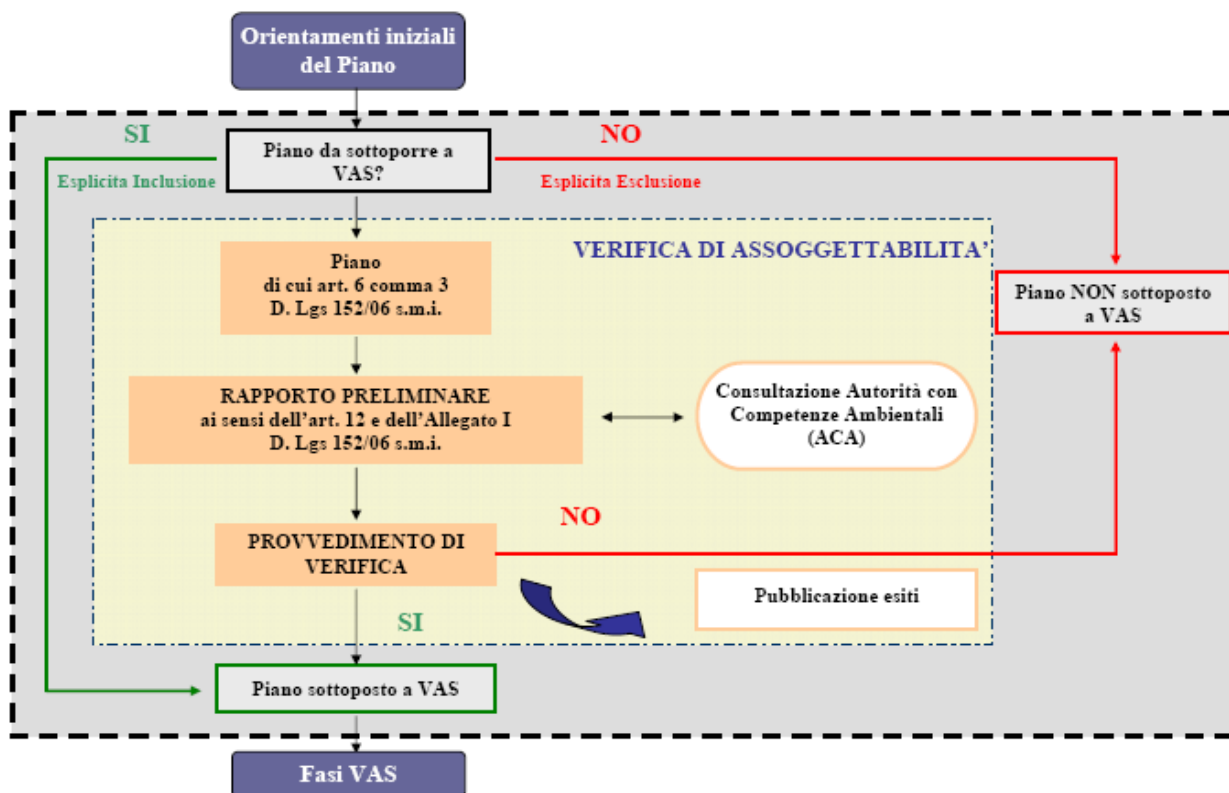 Orientamenti iniziali
del Piano
SI
NO
Piano da sottoporre a
VAS?
Esplicita Inclusione
Esplicita Esclusione
VERIFICA DI ASSOGGETTABILITA’
Piano
di cui art. 6 comma 3
D. Lgs 152/06 s.m.i.
Piano NON sottoposto
a VAS
RAPPORTO PRELIMINARE
ai sensi dell’art. 12 e dell’Allegato I
D. Lgs 152/06 s.m.i.
Consultazione Autorità con
Competenze Ambientali
(ACA)
NO
PROVVEDIMENTO DI
VERIFICA
Pubblicazione esiti
SI
Piano sottoposto a VAS
Fasi VAS